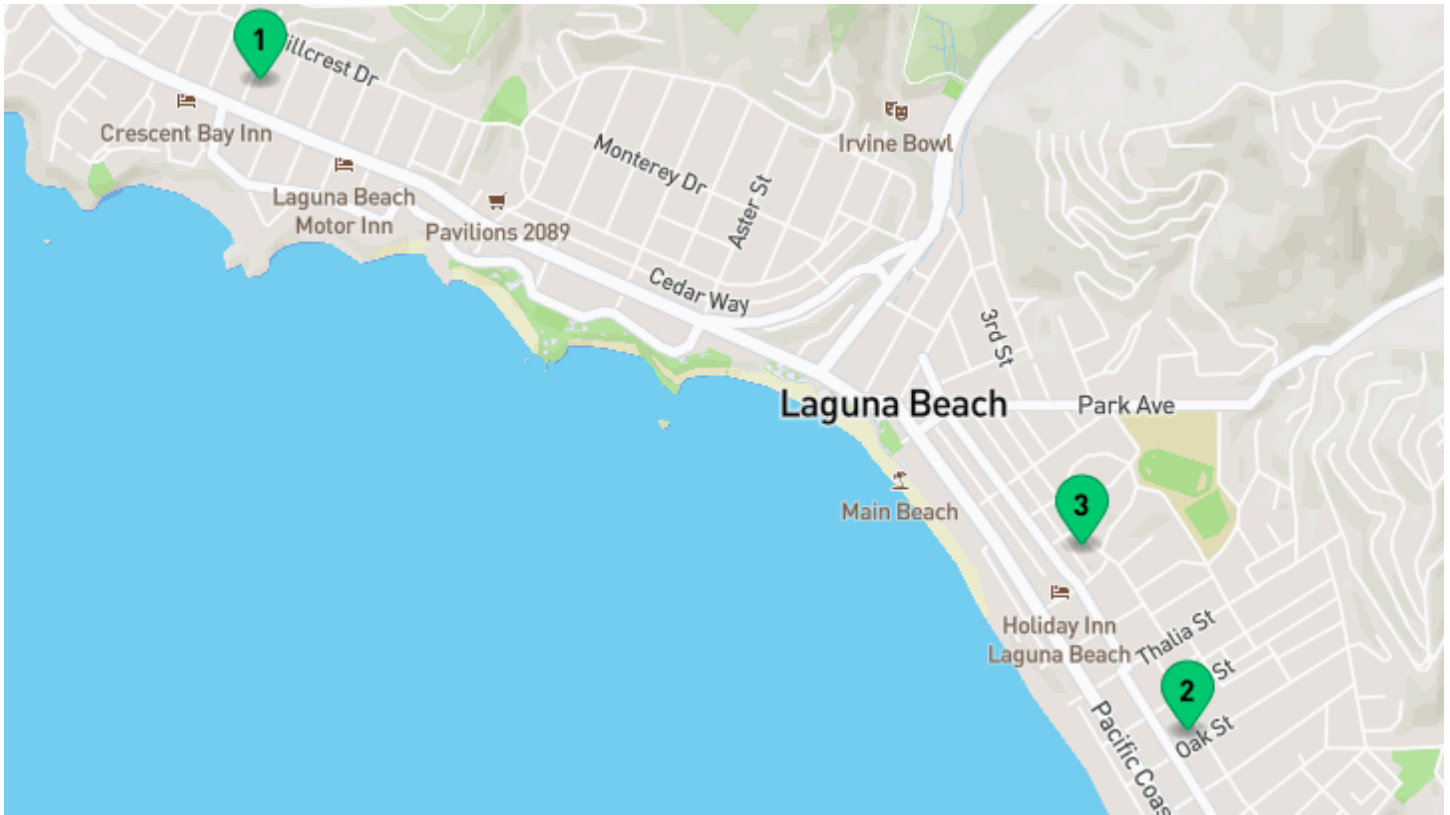 1
illcrest Dr
Crescent Bay Inn
Irvine Bowl
Monterey Dr
Laguna Beach
Motor Inn
Aster St
Pavilions 2089
Cedar Way
3rd St
Laguna Beach
Park Ave
3
Main Beach
Holiday Inn
Laguna Beach
Thalia St
St
2
Oak St
Pacific Coas